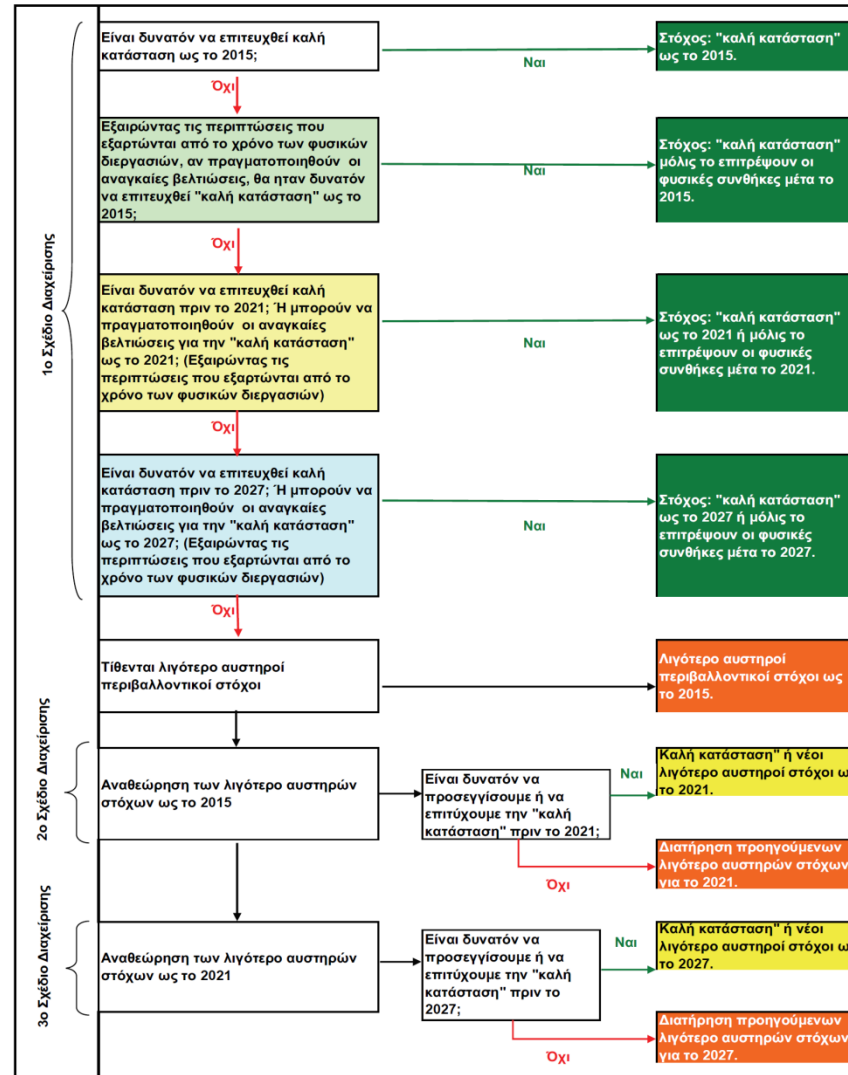 Είναι δυνατόν να επιτευχθεί καλή
κατάσταση ως το 2015;
Ναι
Στόχος: "καλή κατάσταση"
ως το 2015.
Όχι
Εξαιρώντας τις περιπτώσεις που
εξαρτώνται από το χρόνο των φυσικών
διεργασιών, αν πραγματοποιηθούν οι
αναγκαίες βελτιώσεις, θα ηταν δυνατόν
να επιτευχθεί "καλή κατάσταση" ως το
2015;
Ναι
Στόχος: "καλή κατάσταση"
μόλις το επιτρέψουν οι
φυσικές συνθήκες μέτα το
2015.
Όχι
1ο Σχέδιο Διαχείρισης
Είναι δυνατόν να επιτευχθεί καλή
κατάσταση πριν το 2021; Ή μπορούν να
πραγματοποιηθούν οι αναγκαίες
βελτιώσεις για την "καλή κατάσταση"
ως το 2021; (Εξαιρώντας τις
περιπτώσεις που εξαρτώνται από το
χρόνο των φυσικών διεργασιών)
Ναι
Στόχος: "καλή κατάσταση"
ως το 2021 ή μόλις το
επιτρέψουν οι φυσικές
συνθήκες μέτα το 2021.
Όχι
Είναι δυνατόν να επιτευχθεί καλή
κατάσταση πριν το 2027; Ή μπορούν να
πραγματοποιηθούν οι αναγκαίες
βελτιώσεις για την "καλή κατάσταση"
ως το 2027; (Εξαιρώντας τις
περιπτώσεις που εξαρτώνται από το
χρόνο των φυσικών διεργασιών)
Ναι
Στόχος: "καλή κατάσταση"
ως το 2027 ή μόλις το
επιτρέψουν οι φυσικές
συνθήκες μέτα το 2027.
Όχι
Τίθενται λιγότερο αυστηροί
περιβαλλοντικοί στόχοι
Λιγότερο αυστηροί
περιβαλλοντικοί στόχοι ως
το 2015.
2ο Σχέδιο Διαχείρισης
Αναθεώρηση των λιγότερο αυστηρών
στόχων ως το 2015
Είναι δυνατόν να
προσεγγίσουμε ή να
επιτύχουμε την "καλή
κατάσταση" πριν το 2021;
Ναι
Καλή κατάσταση" ή νέοι
λιγότερο αυστηροί στόχοι ως
το 2021.
Όχι
Διατήρηση προηγούμενων
λιγότερο αυστηρών στόχων
για το 2021.
3ο Σχέδιο Διαχείρισης
Αναθεώρηση των λιγότερο αυστηρών
στόχων ως το 2021
Είναι δυνατόν να
προσεγγίσουμε ή να
επιτύχουμε την "καλή
κατάσταση" πριν το
2027;
Ναι
Καλή κατάσταση" ή νέοι
λιγότερο αυστηροί στόχοι ως
το 2027.
Όχι
Διατήρηση προηγούμενων
λιγότερο αυστηρών στόχων
για το 2027.